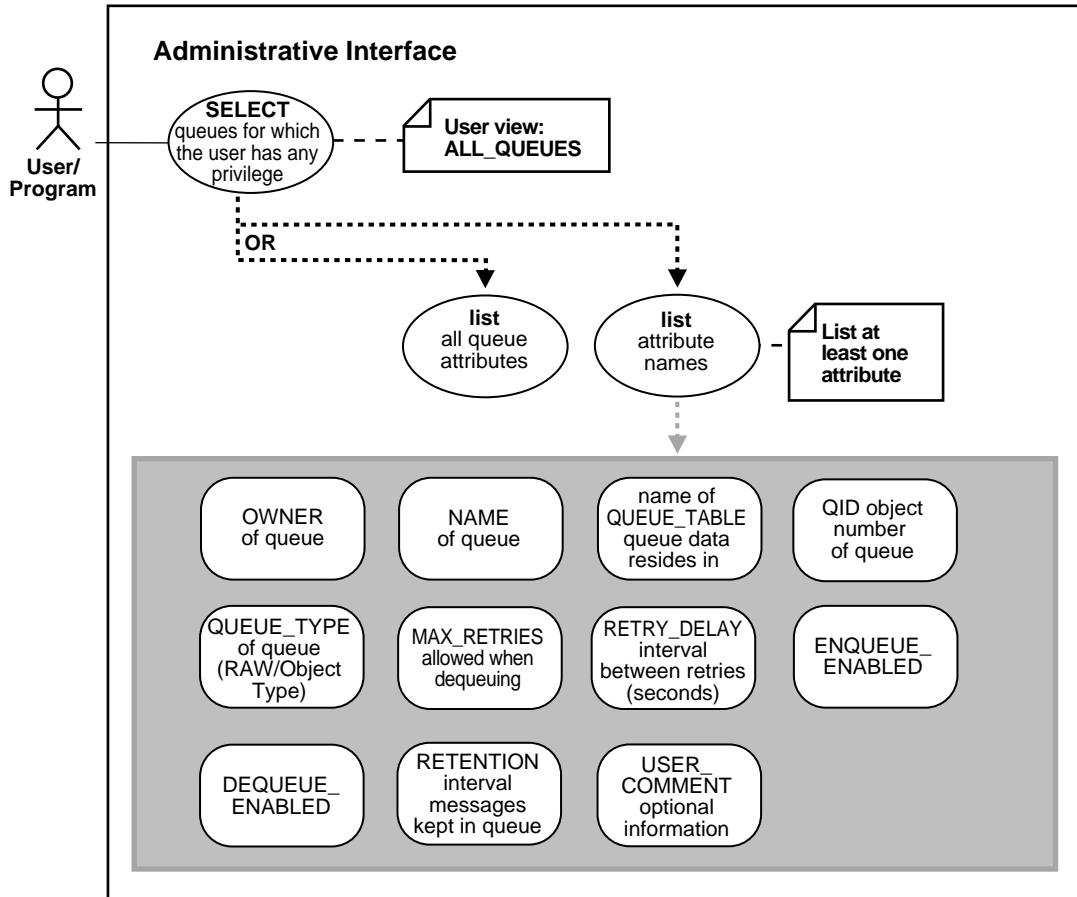 Administrative Interface
User/
Program
SELECT
queues for which
the user has any
privilege
User view:
ALL_QUEUES
OR
list
all queue
attributes
list
attribute
names
List at
least one
attribute
OWNER
of queue
NAME
of queue
name of
QUEUE_TABLE
queue data
resides in
QID object
number
of queue
QUEUE_TYPE
of queue
(RAW/Object
Type)
MAX_RETRIES
allowed when
dequeuing
RETRY_DELAY
interval
between retries
(seconds)
ENQUEUE_
ENABLED
DEQUEUE_
ENABLED
RETENTION
interval
messages
kept in queue
USER_
COMMENT
optional
information